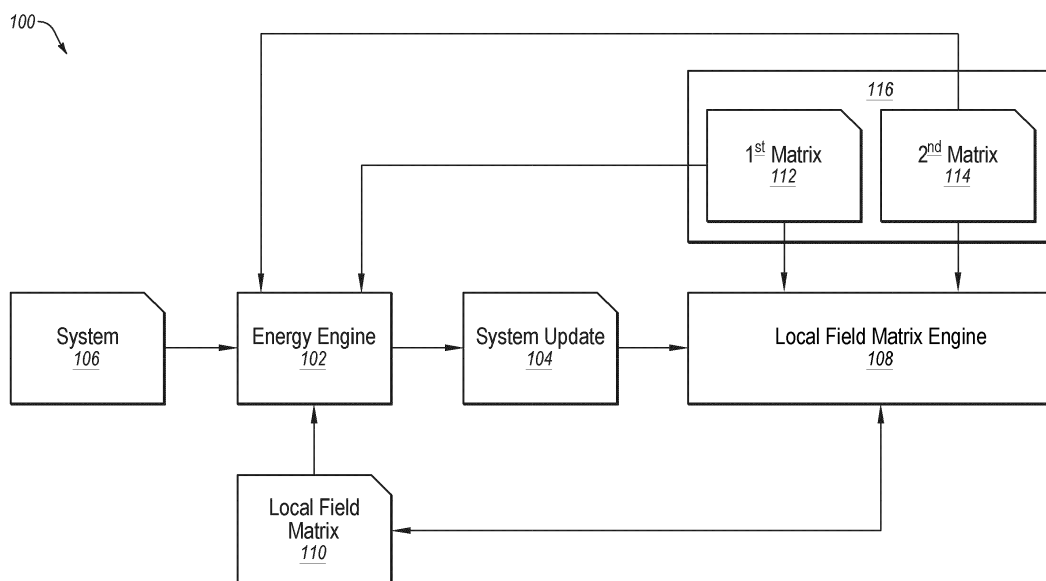 100
116
1st Matrix
112
2nd Matrix
114
System
106
Energy Engine
102
System Update
104
Local Field Matrix Engine
108
Local Field
Matrix
110